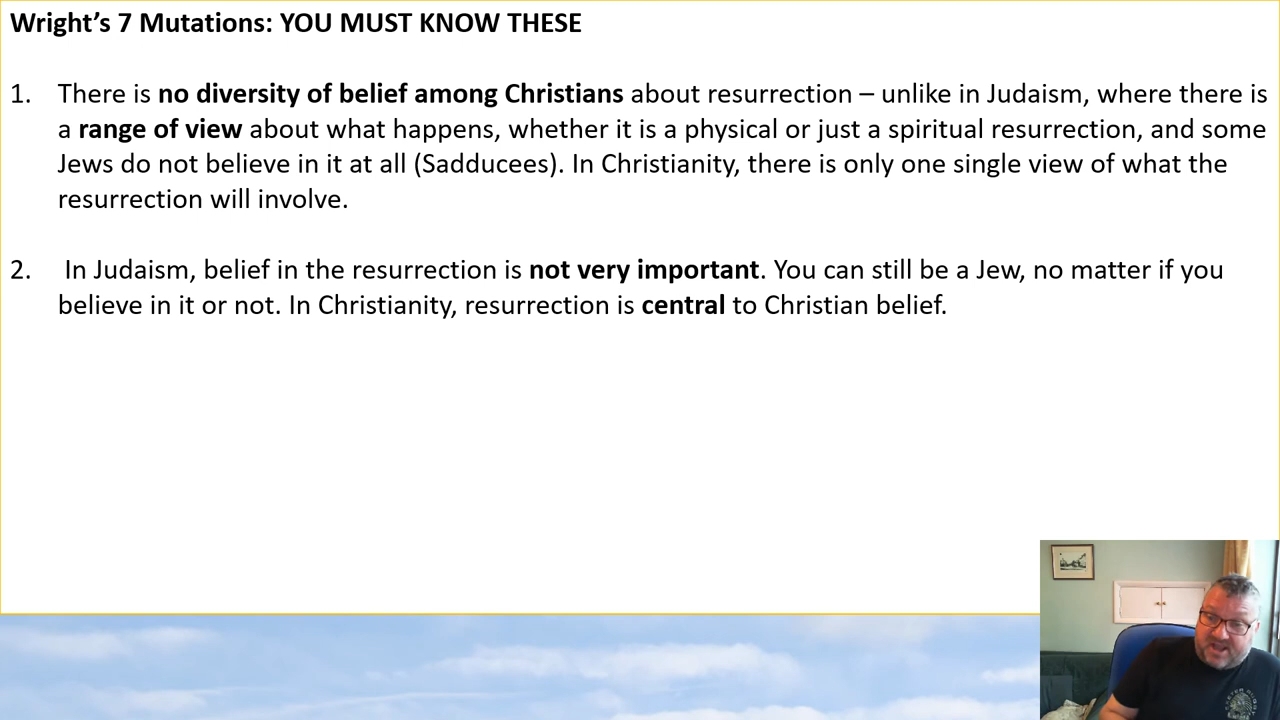 Wright’s 7 Mutations: YOU MUST KNOW THESE
1. There is no diversity of belief among Christians about resurrection – unlike in Judaism, where there is
a range of view about what happens, whether it is a physical or just a spiritual resurrection, and some
Jews do not believe in it at all (Sadducees). In Christianity, there is only one single view of what the
resurrection will involve.
2. In Judaism, belief in the resurrection is not very important. You can still be a Jew, no matter if you
believe in it or not. In Christianity, resurrection is central to Christian belief.